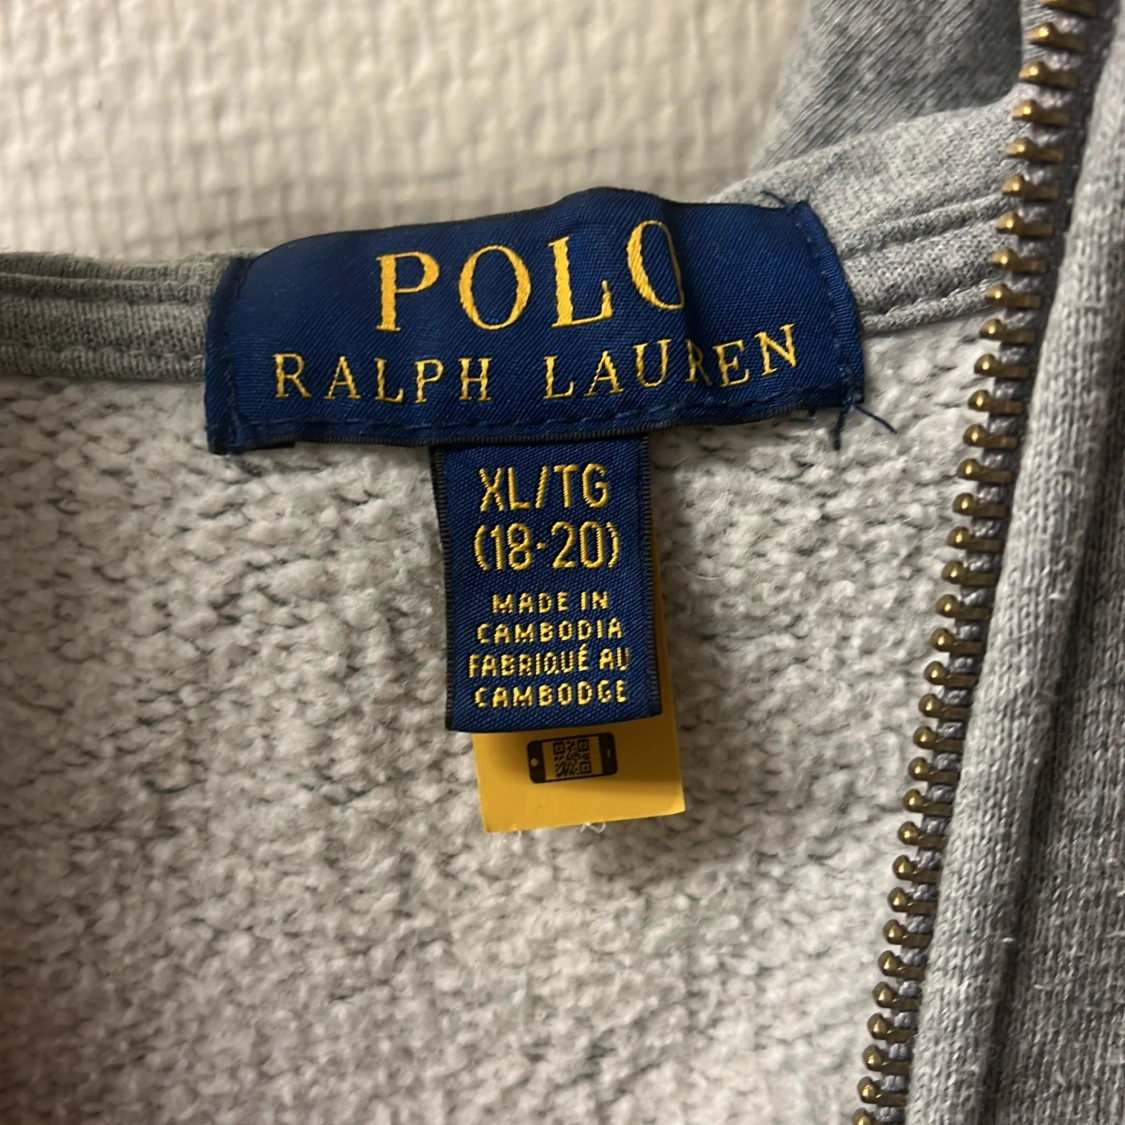 POLO
RALPH LAUREN
XL/TG
(18-20)
MADE IN
CAMBODIA
FABRIQUÉ AU
CAMBODGE